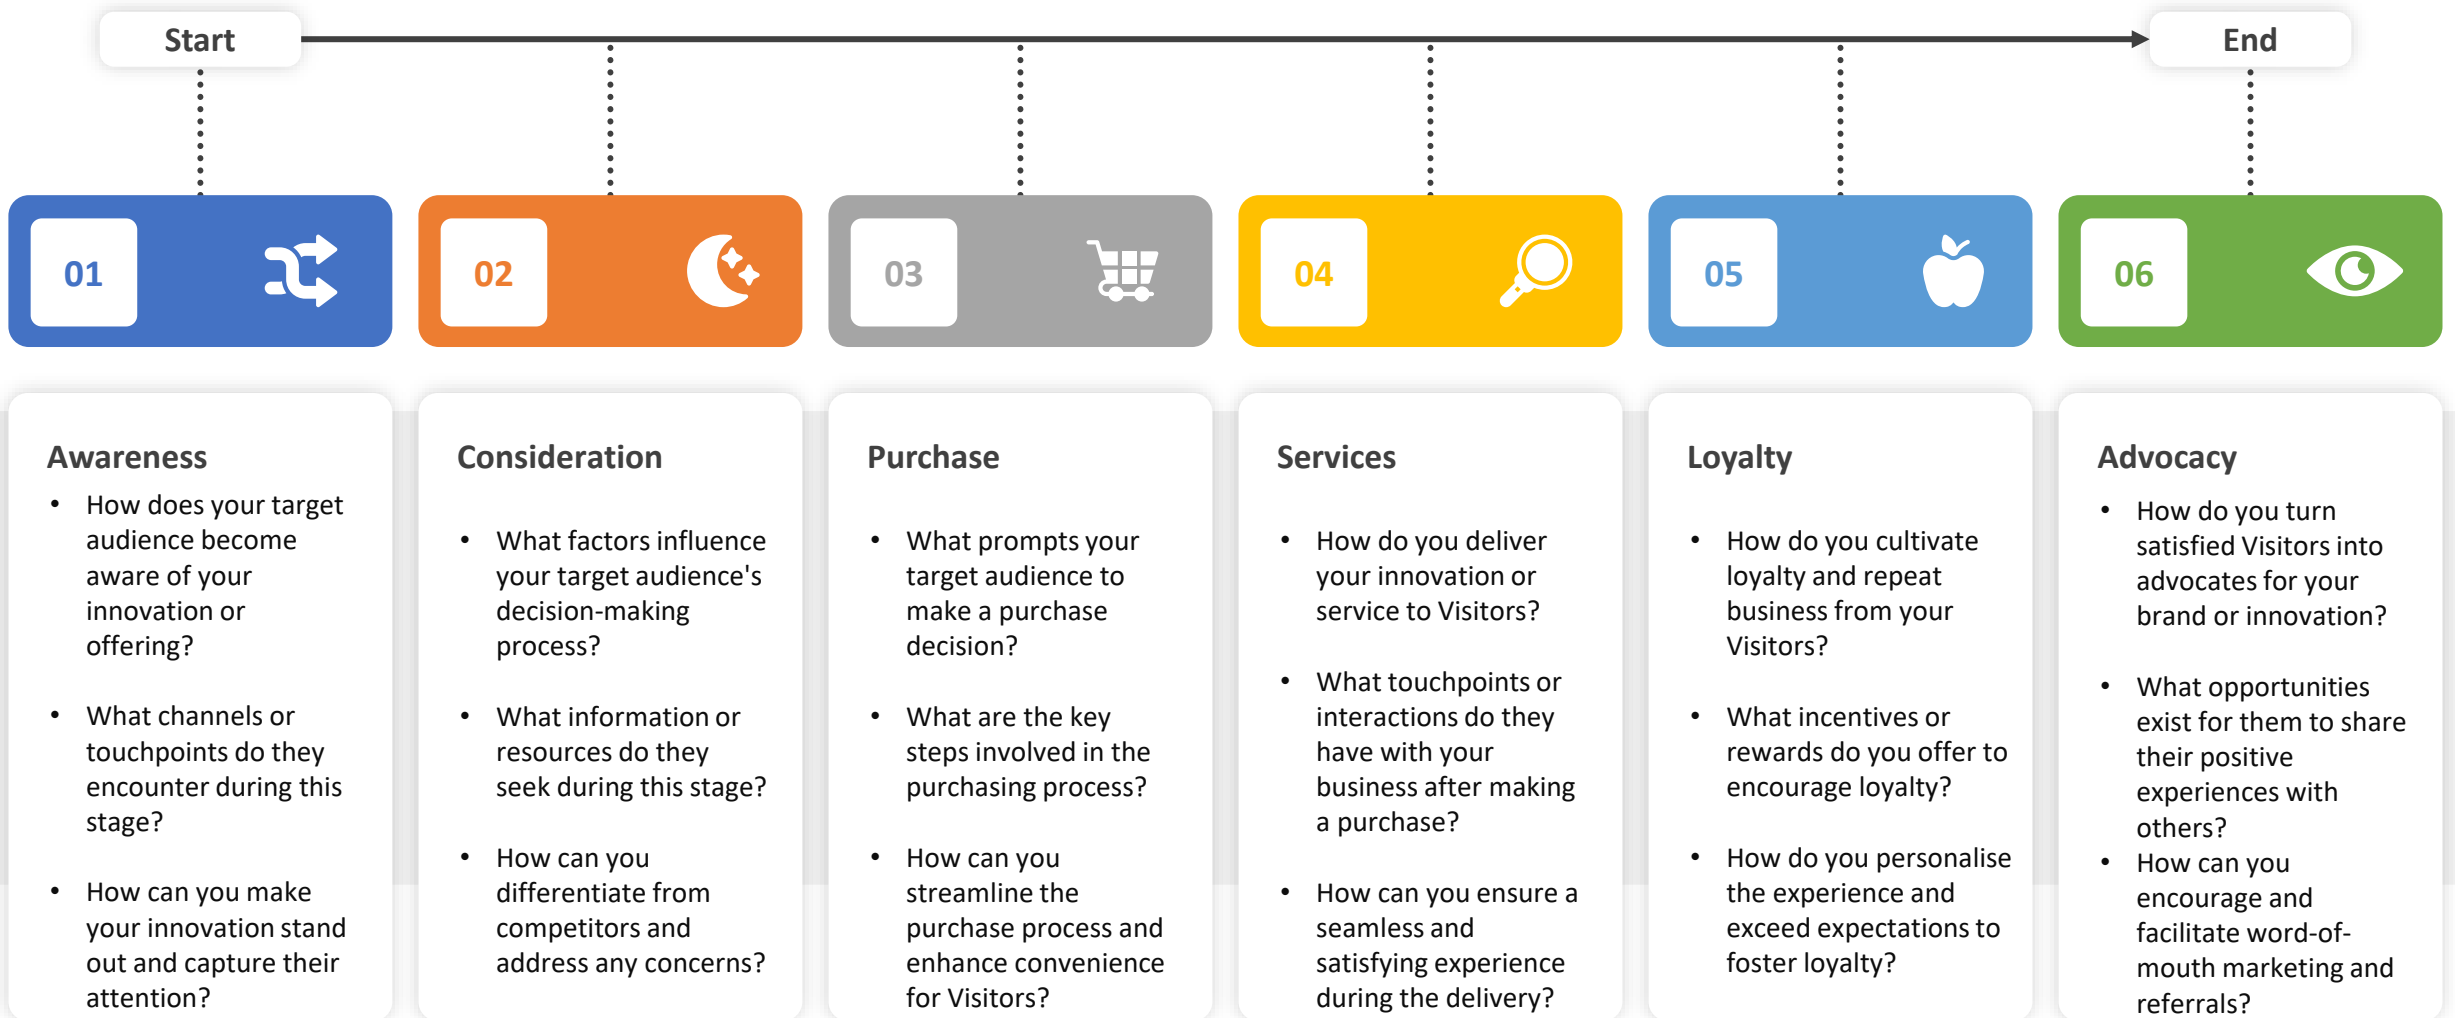 Start
End
01
02
03
04
05
06
Awareness
• How does your target
audience become
aware of your
innovation or
offering?
• What channels or
touchpoints do they
encounter during this
stage?
• How can you make
your innovation stand
out and capture their
attention?
Consideration
• What factors influence
your target audience's
decision-making
process?
• What information or
resources do they
seek during this stage?
• How can you
differentiate from
competitors and
address any concerns?
Purchase
• What prompts your
target audience to
make a purchase
decision?
• What are the key
steps involved in the
purchasing process?
• How can you
streamline the
purchase process and
enhance convenience
for Visitors?
Services
• How do you deliver
your innovation or
service to Visitors?
• What touchpoints or
interactions do they
have with your
business after making
a purchase?
• How can you ensure a
seamless and
satisfying experience
during the delivery?
Loyalty
• How do you cultivate
loyalty and repeat
business from your
Visitors?
• What incentives or
rewards do you offer to
encourage loyalty?
• How do you personalise
the experience and
exceed expectations to
foster loyalty?
Advocacy
• How do you turn
satisfied Visitors into
advocates for your
brand or innovation?
• What opportunities
exist for them to share
their positive
experiences with
others?
• How can you
encourage and
facilitate word-of-
mouth marketing and
referrals?